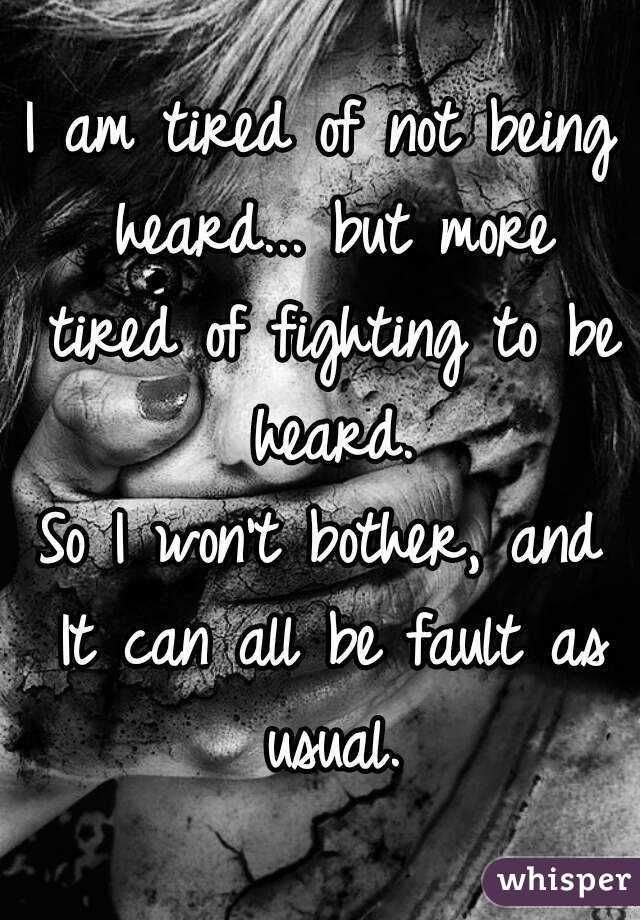 I am tired of not being
heard... but more
tired of fighting to be
heard.
So I won't bother, and
It can all be fault as
usual.
whisper